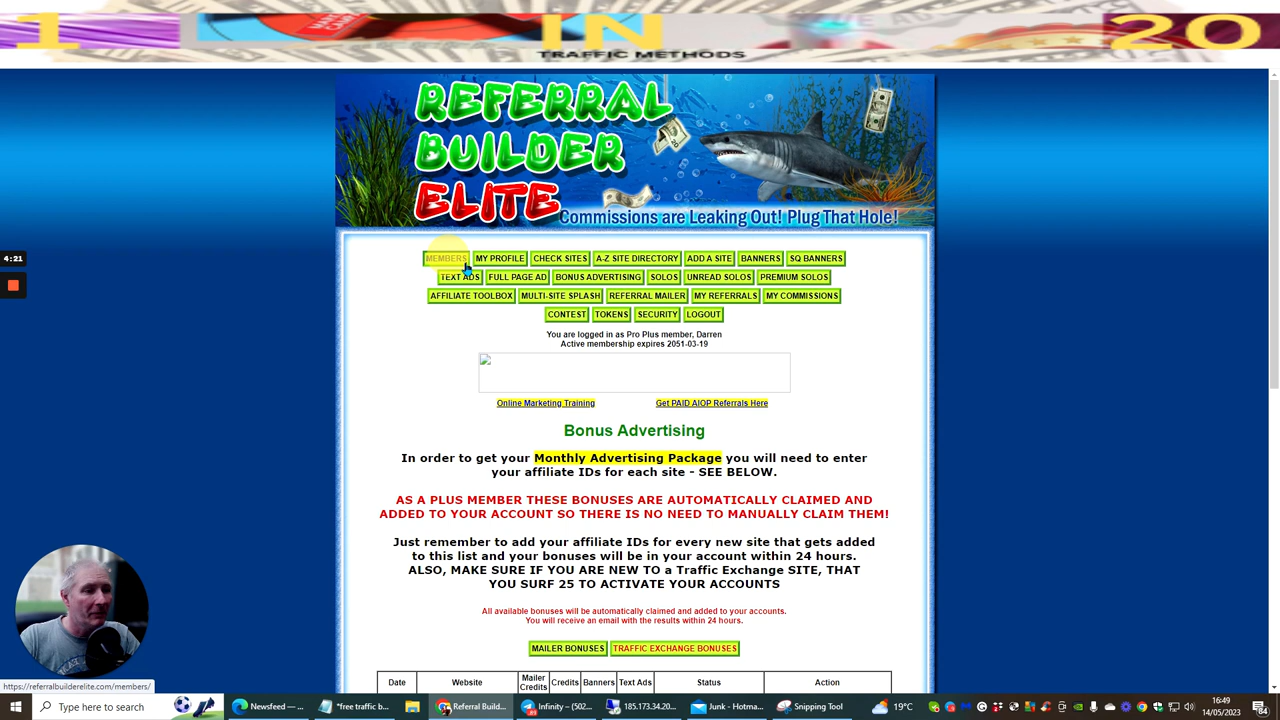 1 IN 20
TRAFFIC METHODS
REFERRAL
BUILDER
ELITE
Commissions are Leaking Out! Plug That Hole!
MEMBERS MY PROFILE CHECK SITES A-Z SITE DIRECTORY ADD A SITE BANNERS SQ BANNERS
4:21
TEXT ADS FULL PAGE AD BONUS ADVERTISING SOLOS UNREAD SOLOS PREMIUM SOLOS
AFFILIATE TOOLBOX MULTI-SITE SPLASH REFERRAL MAILER MY REFERRALS MY COMMISSIONS
CONTEST TOKENS SECURITY LOGOUT
You are logged in as Pro Plus member, Darren
Active membership expires 2051-03-19
Online Marketing Training Get PAID AIOP Referrals Here
Bonus Advertising
In order to get your Monthly Advertising Package you will need to enter
your affiliate IDs for each site - SEE BELOW.
AS A PLUS MEMBER THESE BONUSES ARE AUTOMATICALLY CLAIMED AND
ADDED TO YOUR ACCOUNT SO THERE IS NO NEED TO MANUALLY CLAIM THEM!
Just remember to add your affiliate IDs for every new site that gets added
to this list and your bonuses will be in your account within 24 hours.
ALSO, MAKE SURE IF YOU ARE NEW TO a Traffic Exchange SITE, THAT
YOU SURF 25 TO ACTIVATE YOUR ACCOUNTS
All available bonuses will be automatically claimed and added to your accounts.
You will receive an email with the results within 24 hours.
MAILER BONUSES TRAFFIC EXCHANGE BONUSES
Date Website Mailer Credits Credits Banners Text Ads Status Action
https://referralbuilderelite.com/members/
Type here to search
Newsfeed — ...
*free traffic b...
Referral Build...
Infinity – (502...
185.173.34.20...
Junk - Hotma...
Snipping Tool
19°C
16:49
14/05/2023